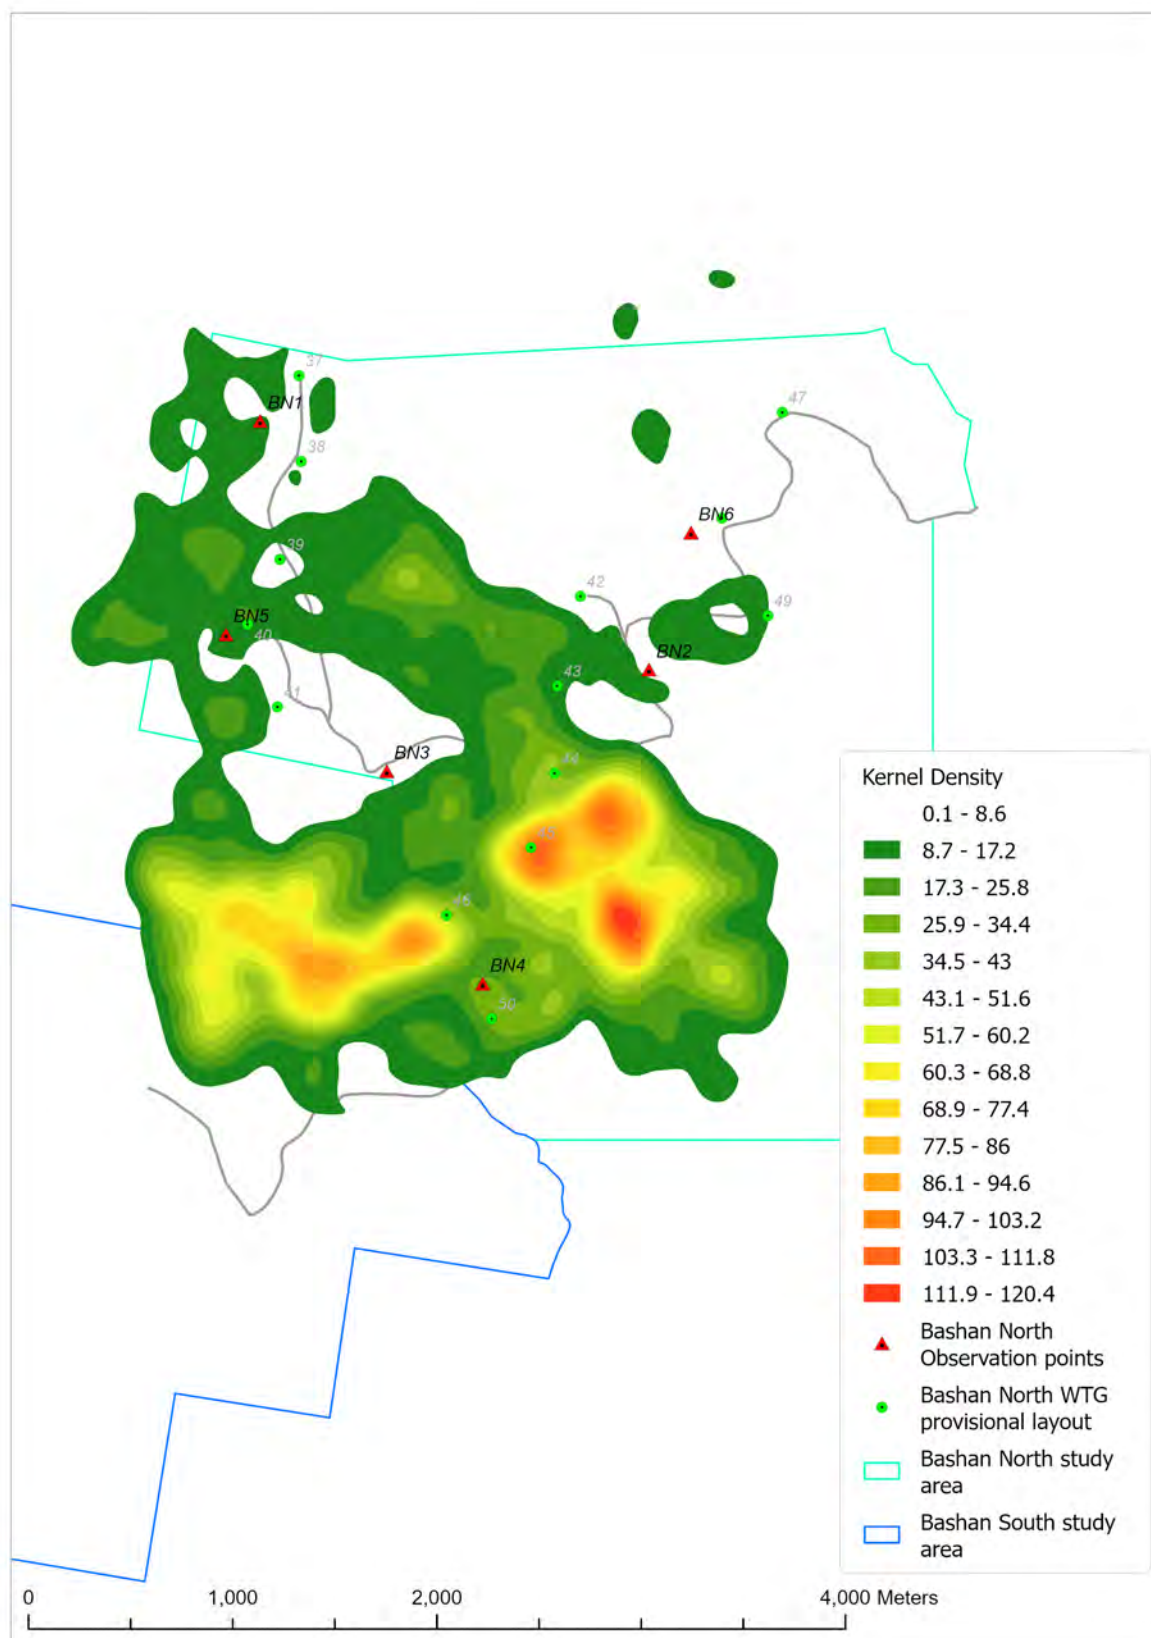 37
BN1
38
47
BN6
39
42
BN5
40
49
BN2
43
41
BN3
44
45
46
BN4
50
Kernel Density
0.1 - 8.6
8.7 - 17.2
17.3 - 25.8
25.9 - 34.4
34.5 - 43
43.1 - 51.6
51.7 - 60.2
60.3 - 68.8
68.9 - 77.4
77.5 - 86
86.1 - 94.6
94.7 - 103.2
103.3 - 111.8
111.9 - 120.4
Bashan North
Observation points
Bashan North WTG
provisional layout
Bashan North study
area
Bashan South study
area
0 1,000 2,000 4,000 Meters